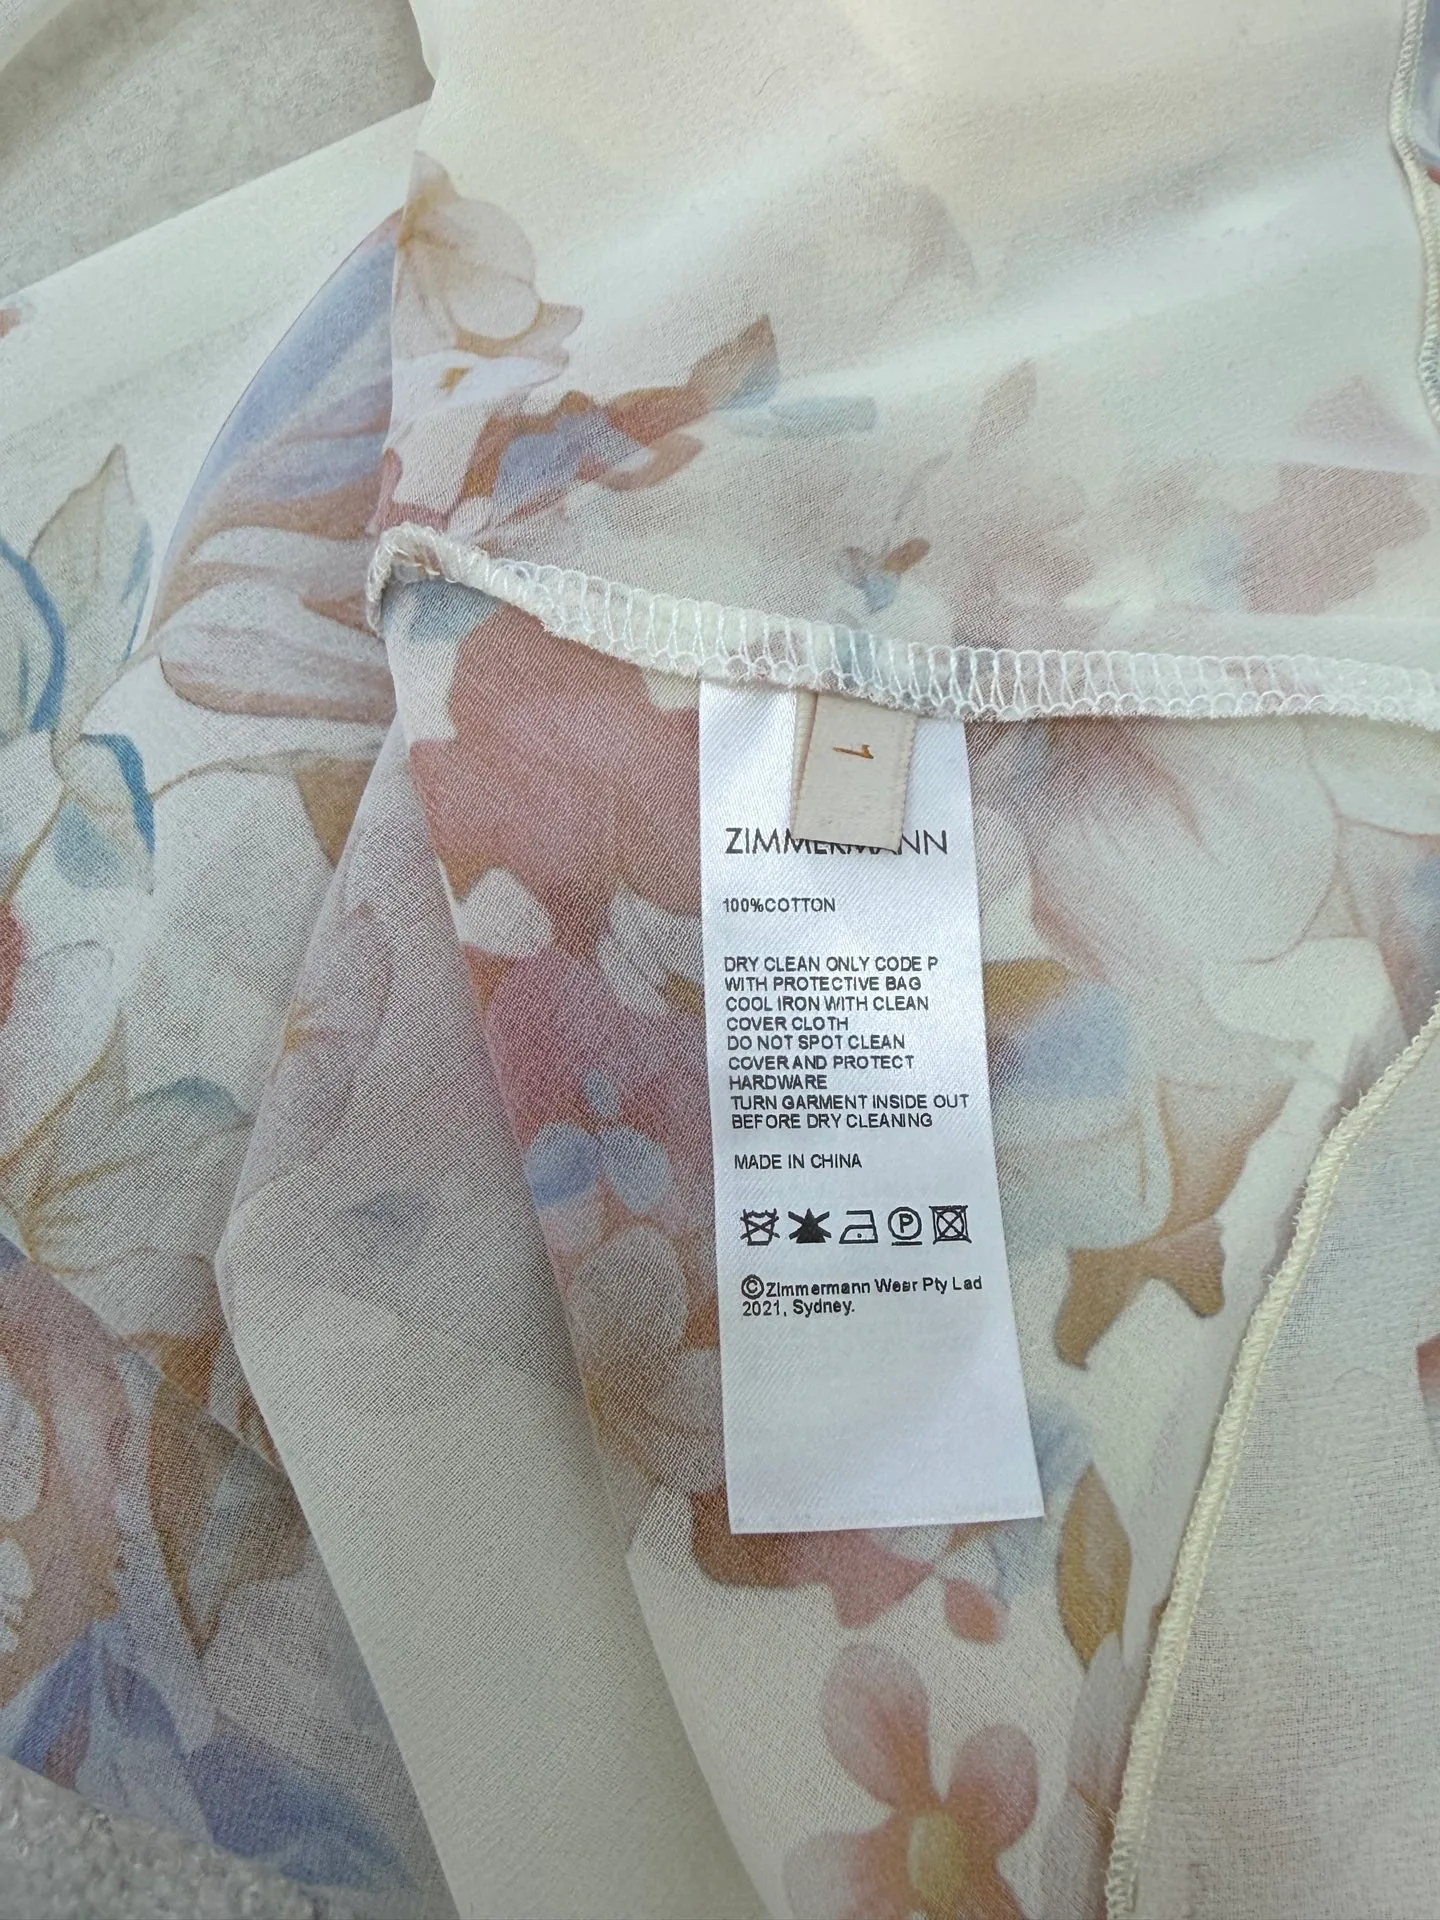 1
ZIMMERMANN
100%COTTON
DRY CLEAN ONLY CODE P
WITH PROTECTIVE BAG
COOL IRON WITH CLEAN
COVER CLOTH
DO NOT SPOT CLEAN
COVER AND PROTECT
HARDWARE
TURN GARMENT INSIDE OUT
BEFORE DRY CLEANING
MADE IN CHINA
P
©Zimmermann Wear Pty Lad
2021, Sydney.